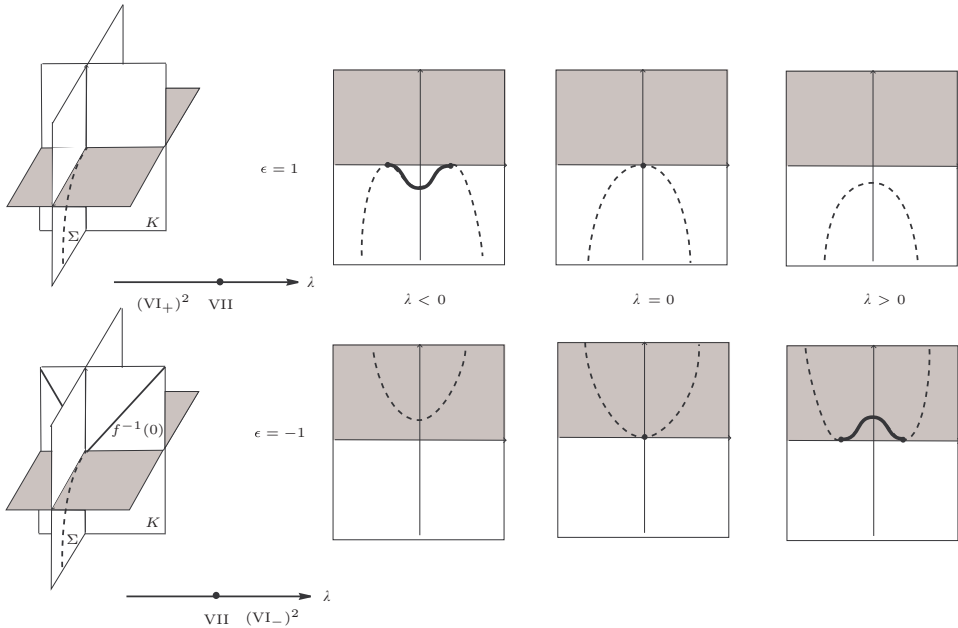 ϵ = 1
K
Σ
λ
(VI₊)² VII
λ < 0
λ = 0
λ > 0
f⁻¹(0)
ϵ = −1
K
Σ
λ
VII (VI₋)²